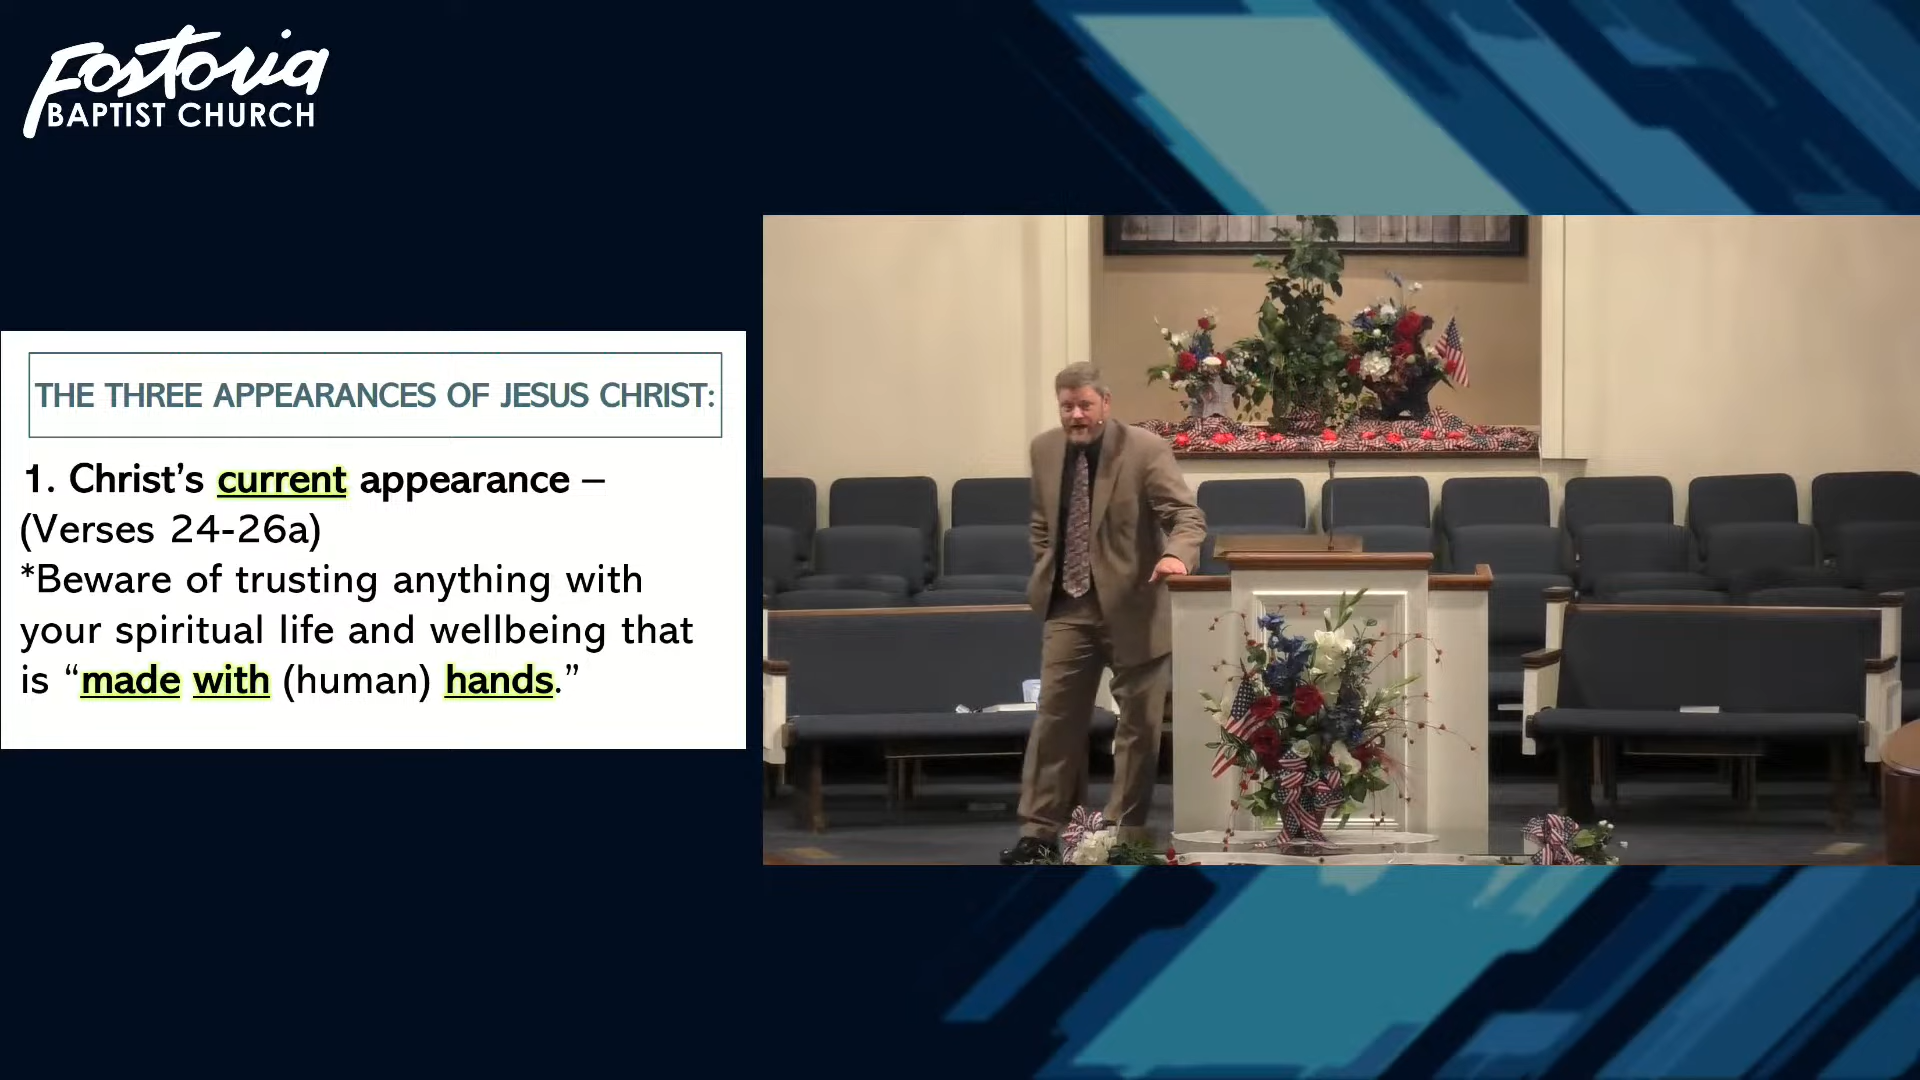 Fostoria
BAPTIST CHURCH
THE THREE APPEARANCES OF JESUS CHRIST:
1. Christ’s current appearance –
(Verses 24-26a)
*Beware of trusting anything with
your spiritual life and wellbeing that
is “made with (human) hands.”